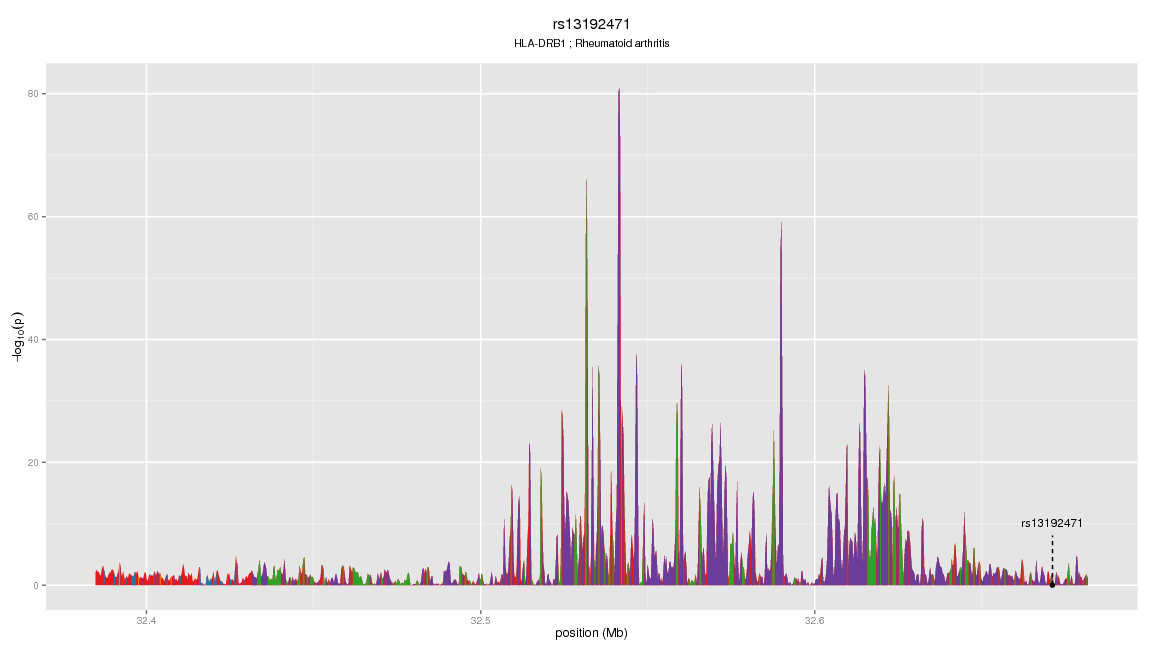 rs13192471
HLA-DRB1 ; Rheumatoid arthritis
80
60
40
20
0
−log10(p)
rs13192471
32.4
32.5
32.6
position (Mb)